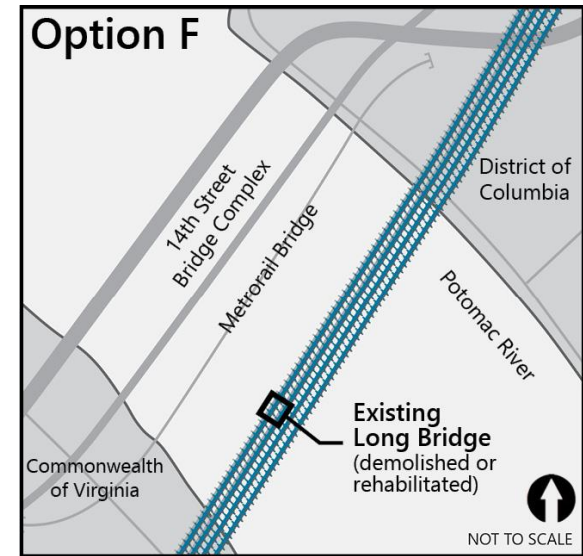 Option F
14th Street
Bridge Complex
Metrorail Bridge
District of
Columbia
Potomac River
Existing
Long Bridge
(demolished or
rehabilitated)
Commonwealth
of Virginia
NOT TO SCALE